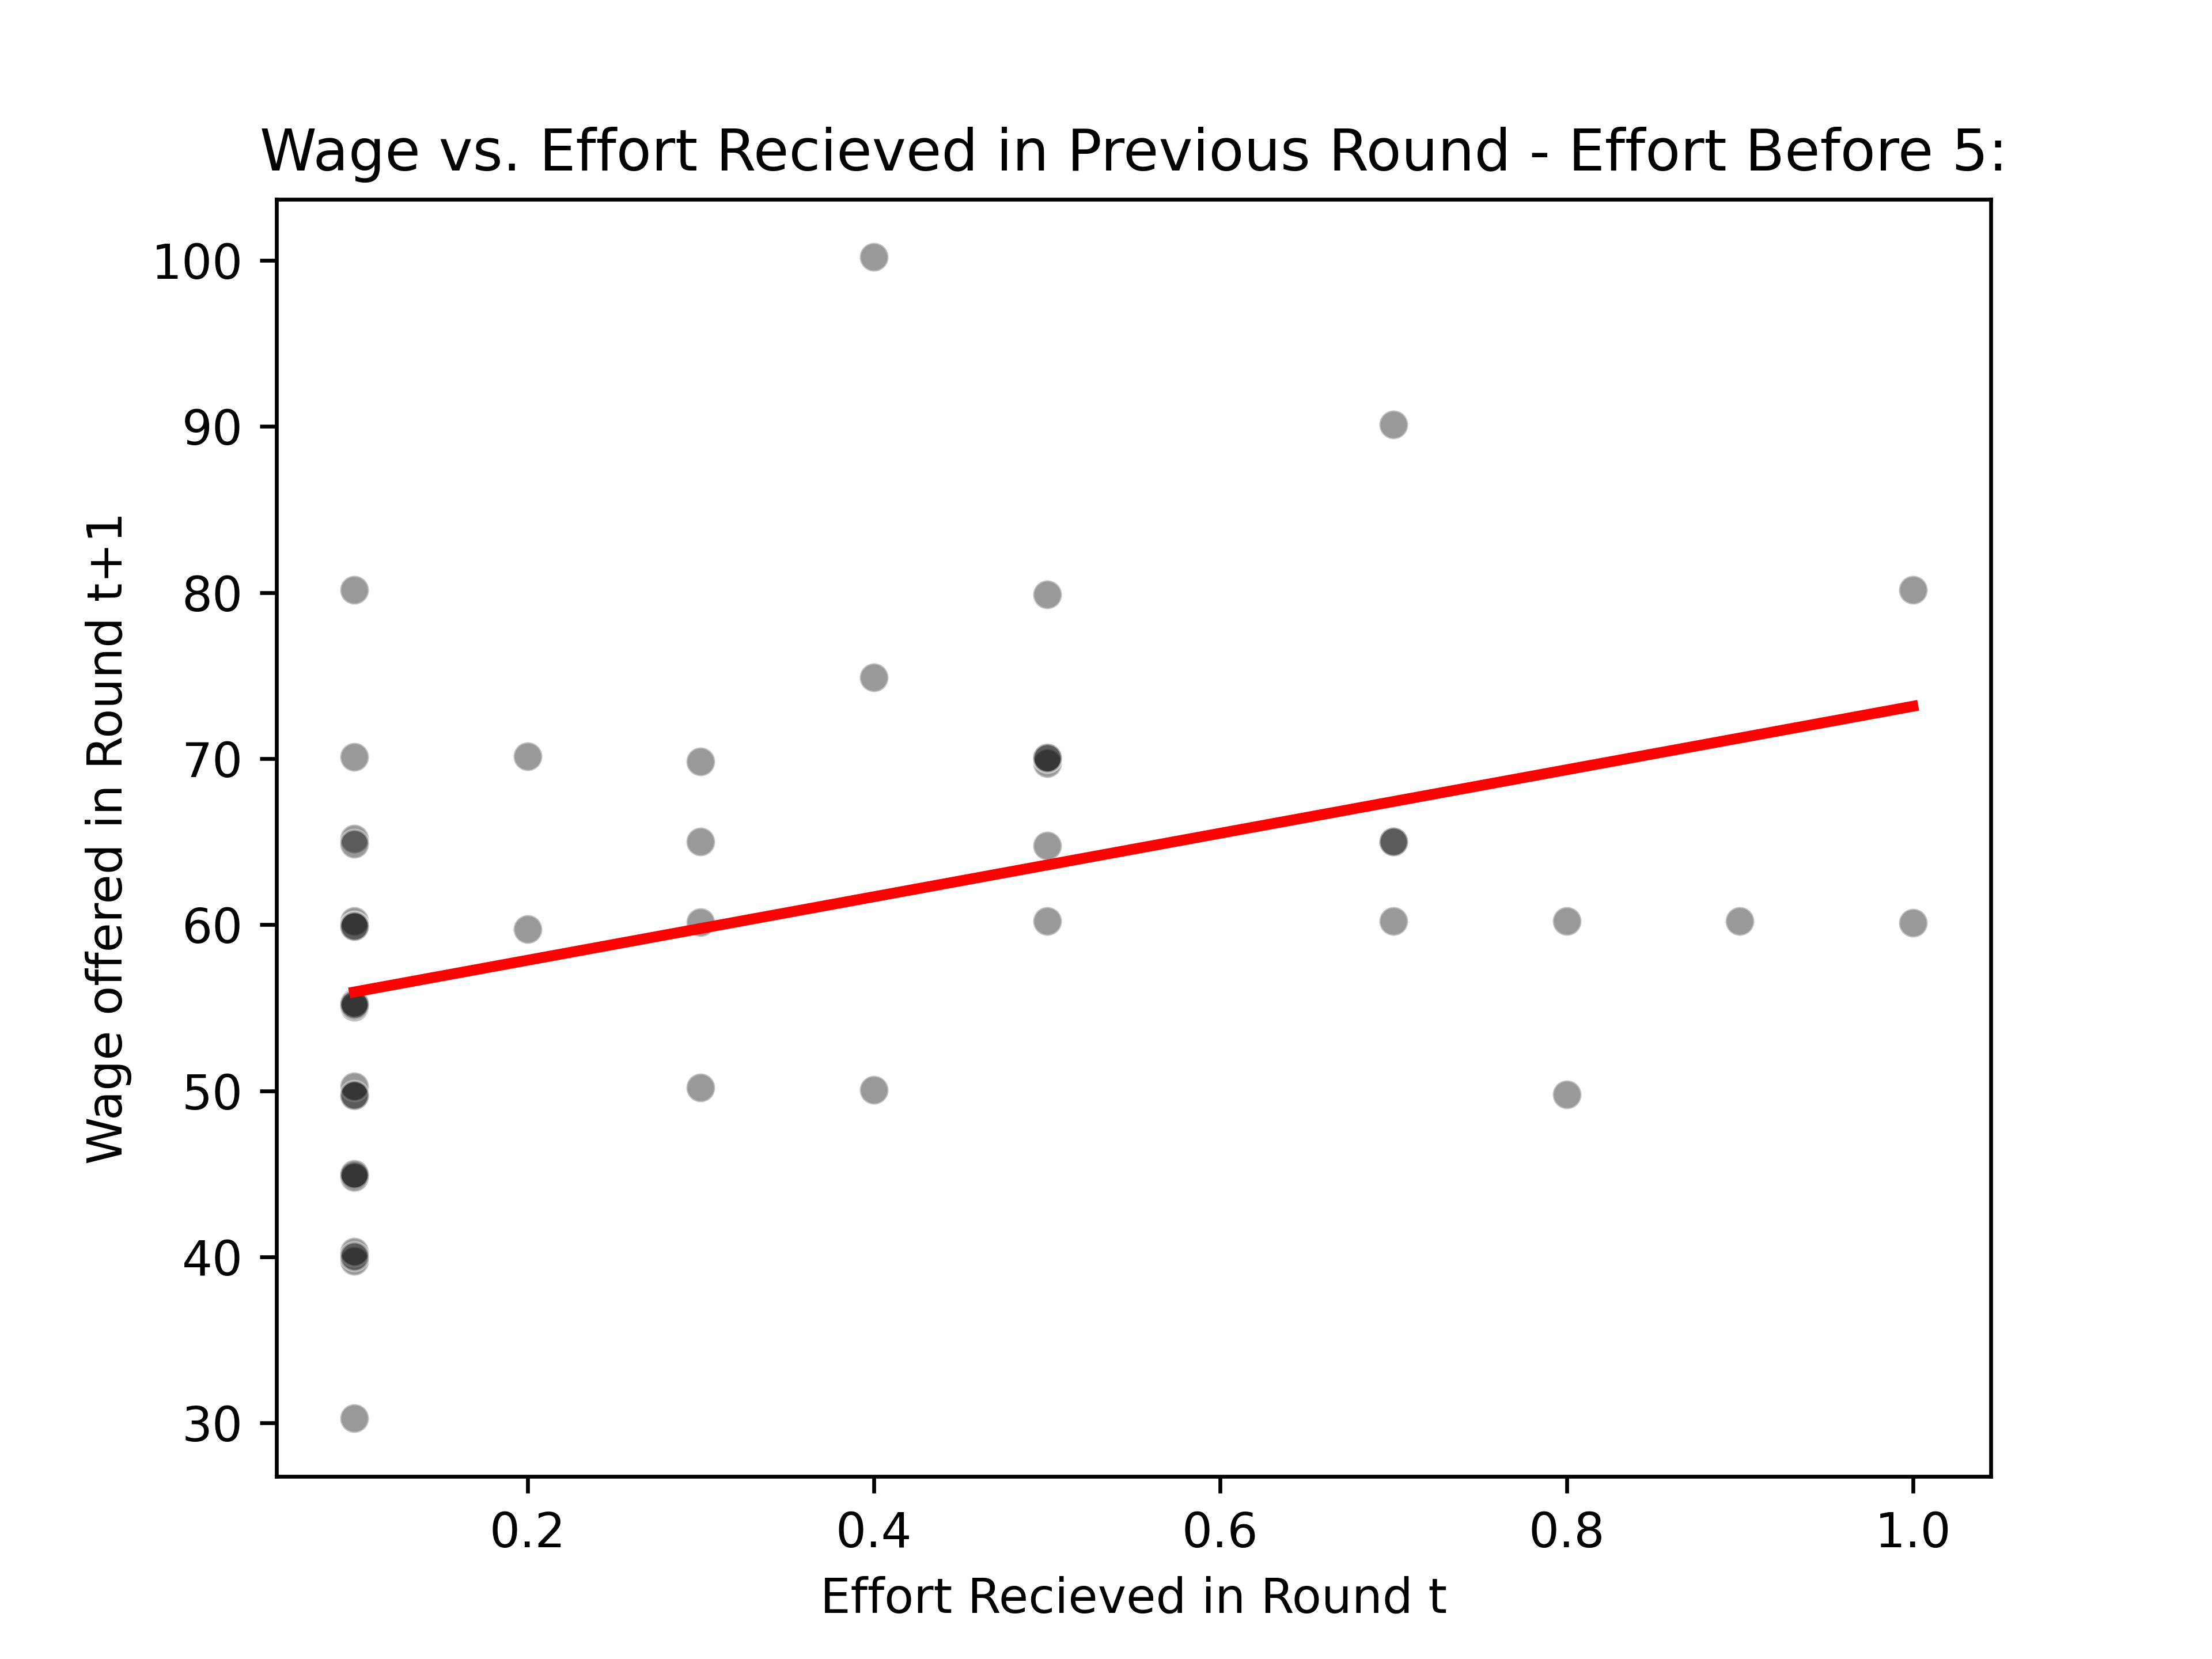 Wage vs. Effort Recieved in Previous Round - Effort Before 5:
Wage offered in Round t+1
100
90
80
70
60
50
40
30
0.2 0.4 0.6 0.8 1.0
Effort Recieved in Round t